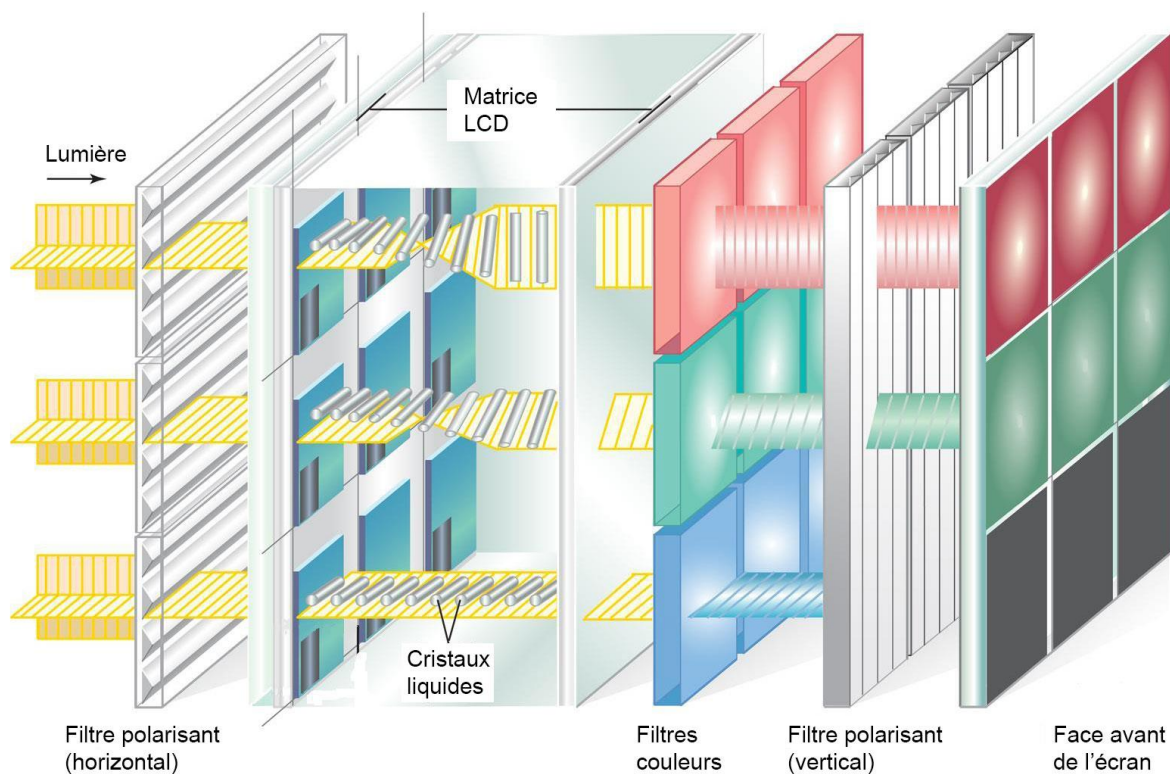 Matrice
LCD
Lumière
Cristaux
liquides
Filtre polarisant
(horizontal)
Filtres
couleurs
Filtre polarisant
(vertical)
Face avant
de l’écran